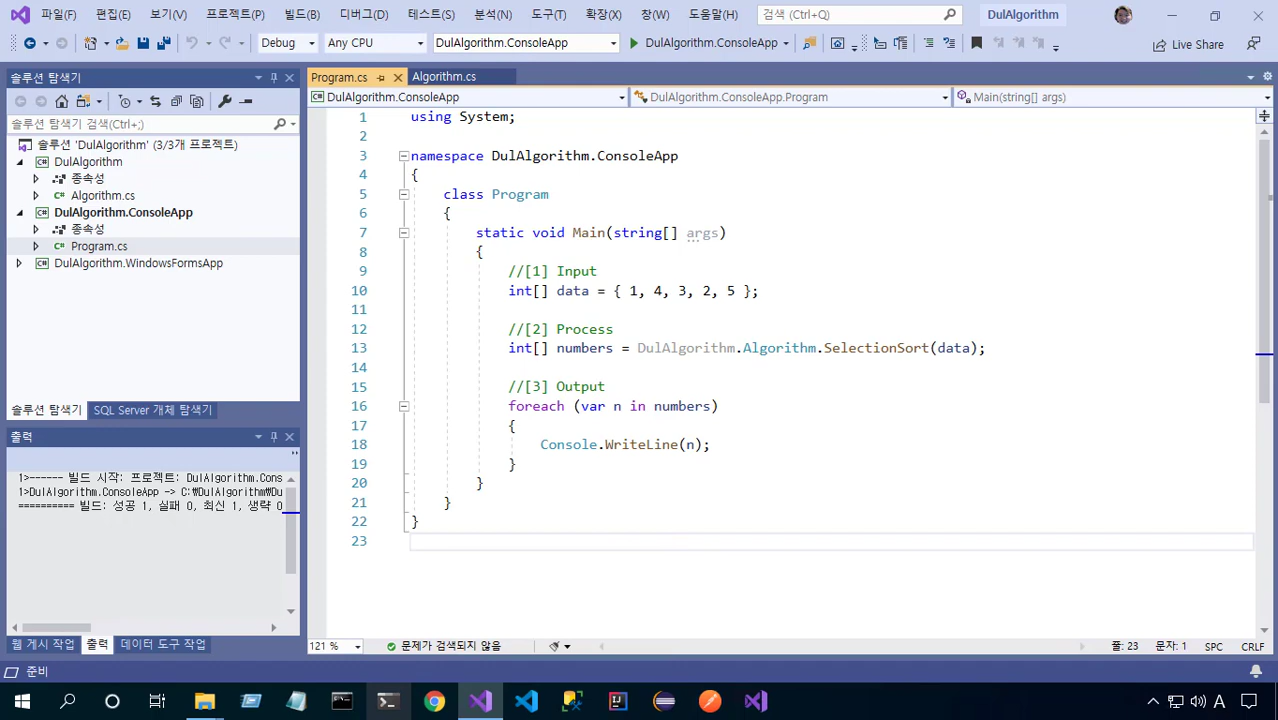 파일(F) 편집(E) 보기(V) 프로젝트(P) 빌드(B) 디버그(D) 테스트(S) 분석(N) 도구(T) 확장(X) 창(W) 도움말(H) 검색 (Ctrl+Q) DulAlgorithm
Debug Any CPU DulAlgorithm.ConsoleApp DulAlgorithm.ConsoleApp Live Share
솔루션 탐색기
솔루션 탐색기 검색(Ctrl+;)
솔루션 'DulAlgorithm' (3/3개 프로젝트)
DulAlgorithm
종속성
C# Algorithm.cs
DulAlgorithm.ConsoleApp
종속성
C# Program.cs
DulAlgorithm.WindowsFormsApp
솔루션 탐색기 SQL Server 개체 탐색기
출력
1>------ 빌드 시작: 프로젝트: DulAlgorithm.Cons
1>DulAlgorithm.ConsoleApp -> C:\DulAlgorithm\Du
========== 빌드: 성공 1, 실패 0, 최신 1, 생략 0
웹 게시 작업 출력 데이터 도구 작업
Program.cs Algorithm.cs
DulAlgorithm.ConsoleApp DulAlgorithm.ConsoleApp.Program Main(string[] args)
1 using System;
2
3 namespace DulAlgorithm.ConsoleApp
4 {
5 class Program
6 {
7 static void Main(string[] args)
8 {
9 //[1] Input
10 int[] data = { 1, 4, 3, 2, 5 };
11
12 //[2] Process
13 int[] numbers = DulAlgorithm.Algorithm.SelectionSort(data);
14
15 //[3] Output
16 foreach (var n in numbers)
17 {
18 Console.WriteLine(n);
19 }
20 }
21 }
22 }
23
121 % 문제가 검색되지 않음 줄: 23 문자: 1 SPC CRLF
준비
A